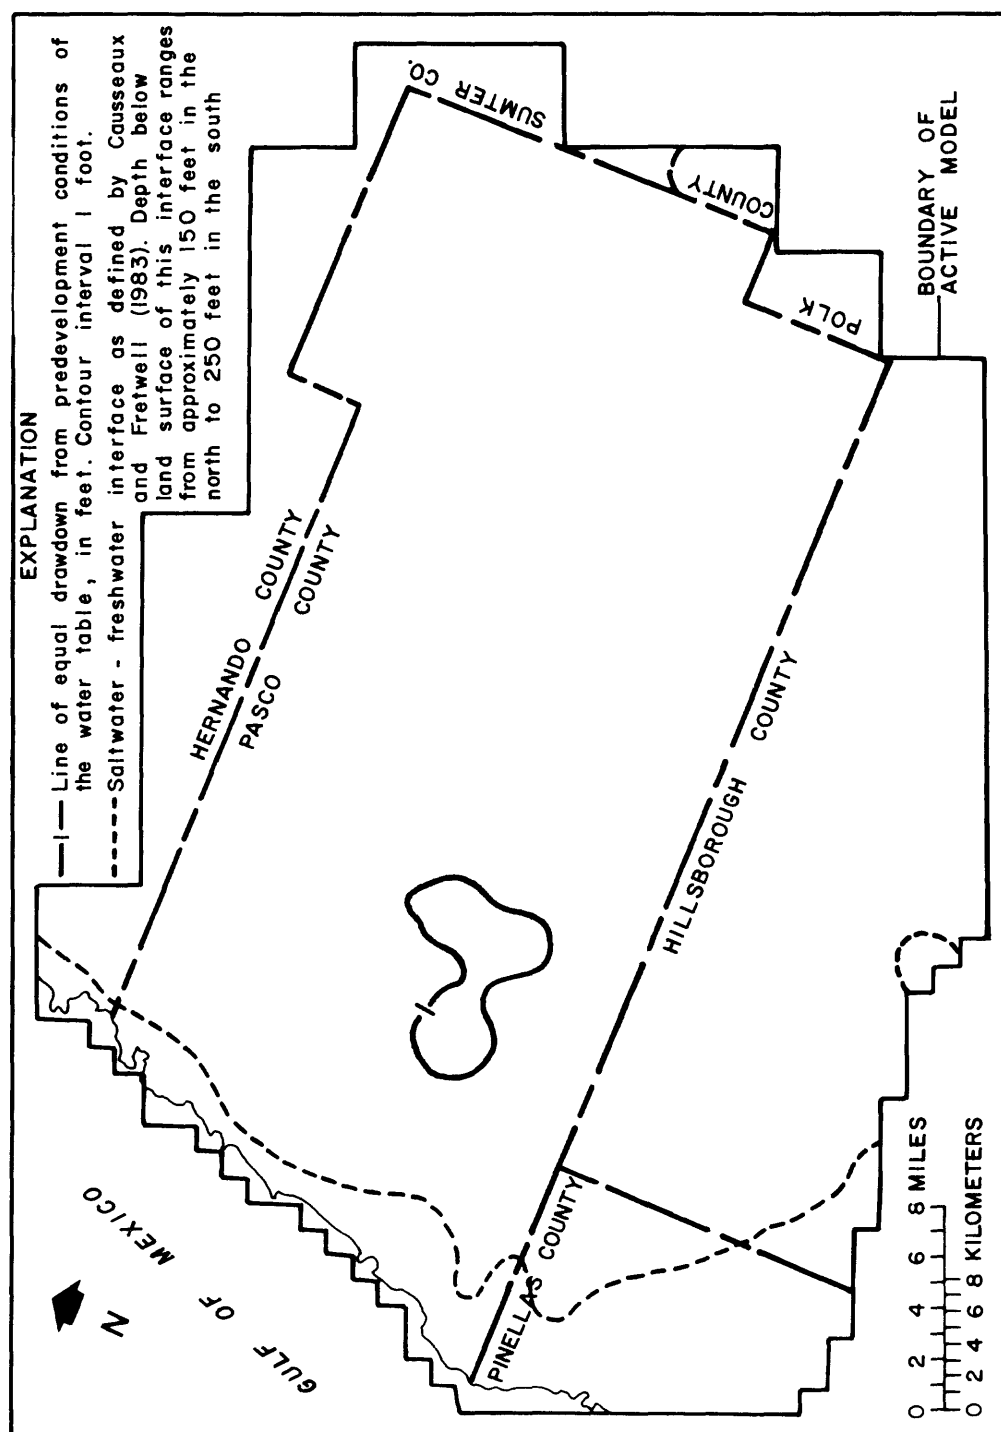 EXPLANATION
—1— Line of equal drawdown from predevelopment conditions of
the water table, in feet. Contour interval 1 foot.
----- Saltwater - freshwater interface as defined by Causseaux
and Fretwell (1983). Depth below
land surface of this interface ranges
from approximately 150 feet in the
north to 250 feet in the south
SUMTER CO.
COUNTY
POLK
BOUNDARY OF
ACTIVE MODEL
HERNANDO COUNTY
PASCO COUNTY
1
HILLSBOROUGH COUNTY
PINELLAS COUNTY
GULF OF MEXICO
N
0 2 4 6 8 MILES
0 2 4 6 8 KILOMETERS